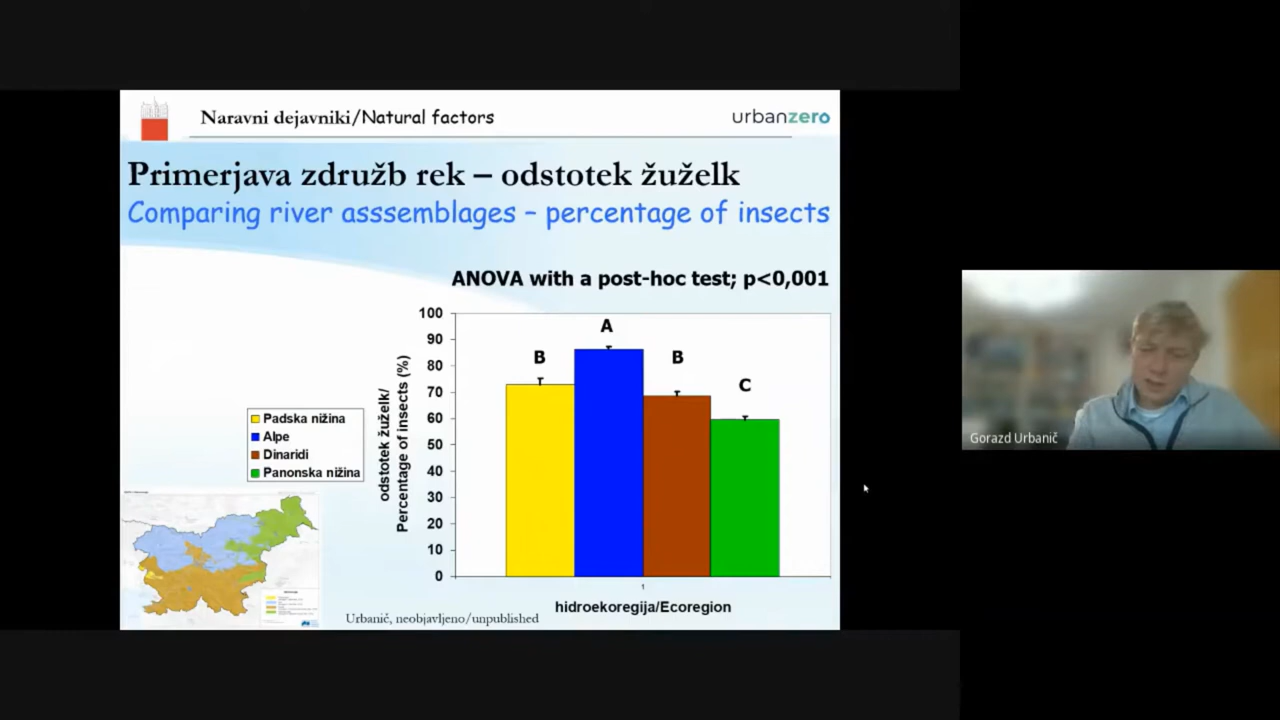 Naravni dejavniki/Natural factors
urbanzero
Primerjava združb rek – odstotek žuželk
Comparing river asssemblages – percentage of insects
ANOVA with a post-hoc test; p<0,001
100
90
80
70
60
50
40
30
20
10
0
odstotek žuželk/
Percentage of insects (%)
B
A
B
C
1
hidroekoregija/Ecoregion
Padska nižina
Alpe
Dinaridi
Panonska nižina
Urbanič, neobjavljeno/unpublished
Gorazd Urbanič